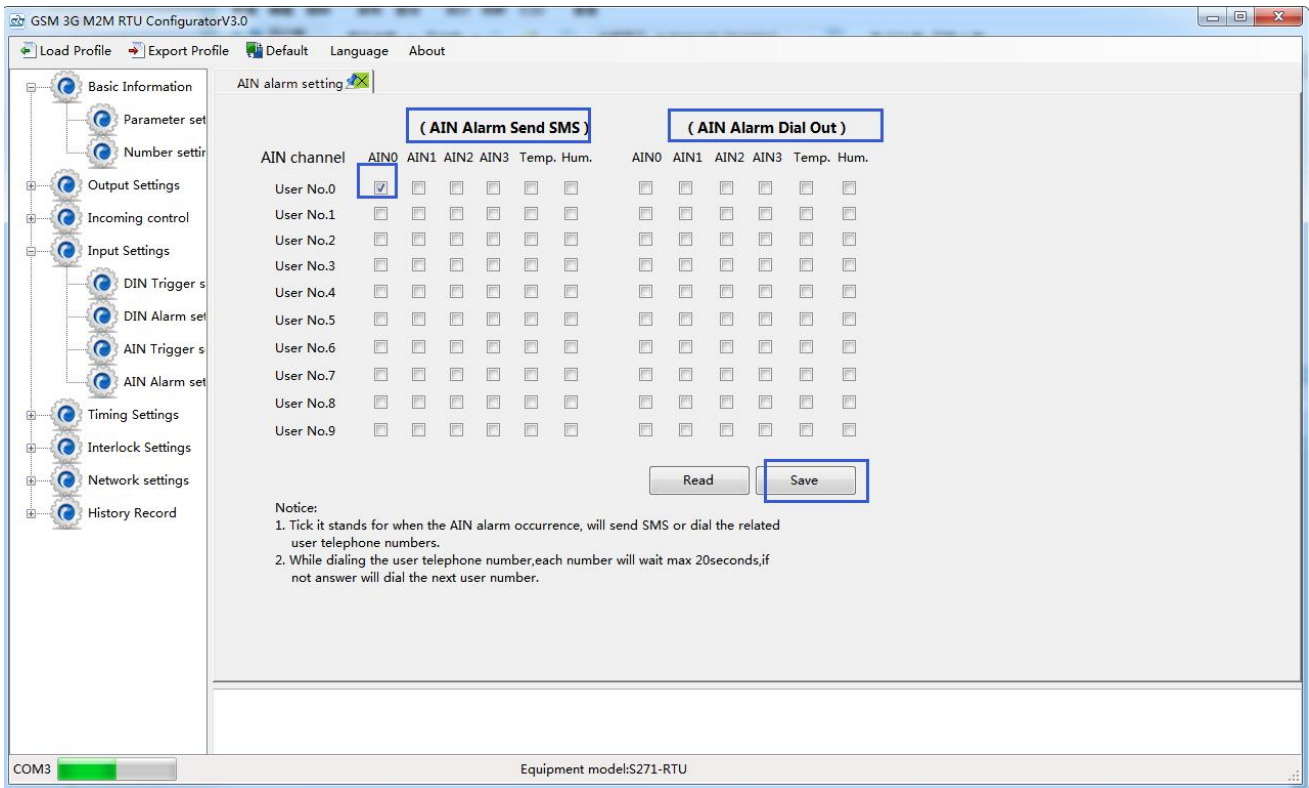 GSM 3G M2M RTU ConfiguratorV3.0
Load Profile Export Profile Default Language About
Basic Information
Parameter set
Number settir
Output Settings
Incoming control
Input Settings
DIN Trigger s
DIN Alarm set
AIN Trigger s
AIN Alarm set
Timing Settings
Interlock Settings
Network settings
History Record
AIN alarm setting
( AIN Alarm Send SMS ) ( AIN Alarm Dial Out )
AIN channel AIN0 AIN1 AIN2 AIN3 Temp. Hum. AIN0 AIN1 AIN2 AIN3 Temp. Hum.
User No.0
User No.1
User No.2
User No.3
User No.4
User No.5
User No.6
User No.7
User No.8
User No.9
Read Save
Notice:
1. Tick it stands for when the AIN alarm occurrence, will send SMS or dial the related
user telephone numbers.
2. While dialing the user telephone number,each number will wait max 20seconds,if
not answer will dial the next user number.
COM3 Equipment model:S271-RTU